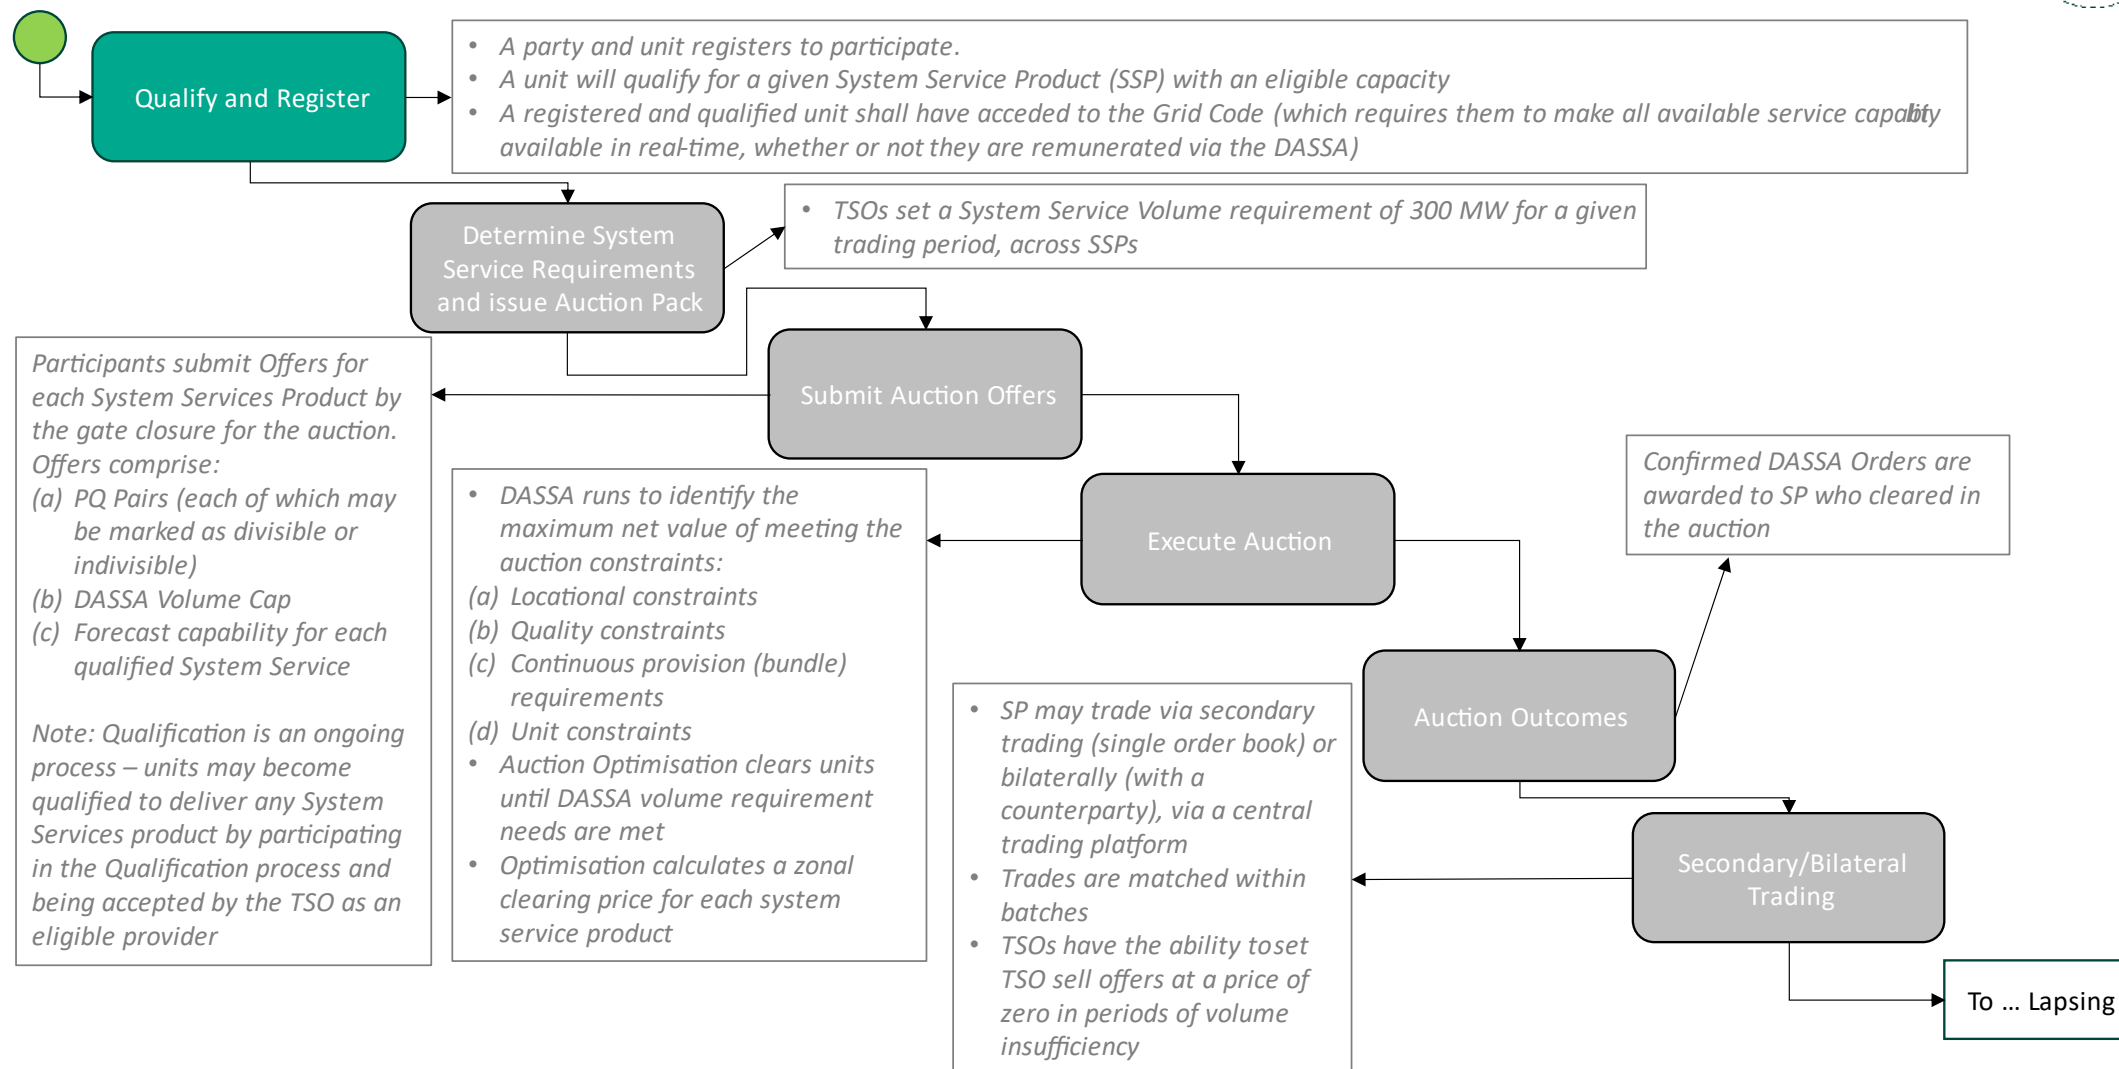 Qualify and Register
• A party and unit registers to participate.
• A unit will qualify for a given System Service Product (SSP) with an eligible capacity
• A registered and qualified unit shall have acceded to the Grid Code (which requires them to make all available service capability
available in real-time, whether or not they are remunerated via the DASSA)
Determine System
Service Requirements
and issue Auction Pack
• TSOs set a System Service Volume requirement of 300 MW for a given
trading period, across SSPs
Submit Auction Offers
Participants submit Offers for
each System Services Product by
the gate closure for the auction.
Offers comprise:
(a) PQ Pairs (each of which may
be marked as divisible or
indivisible)
(b) DASSA Volume Cap
(c) Forecast capability for each
qualified System Service
Note: Qualification is an ongoing
process – units may become
qualified to deliver any System
Services product by participating
in the Qualification process and
being accepted by the TSO as an
eligible provider
Execute Auction
• DASSA runs to identify the
maximum net value of meeting the
auction constraints:
(a) Locational constraints
(b) Quality constraints
(c) Continuous provision (bundle)
requirements
(d) Unit constraints
• Auction Optimisation clears units
until DASSA volume requirement
needs are met
• Optimisation calculates a zonal
clearing price for each system
service product
Auction Outcomes
Confirmed DASSA Orders are
awarded to SP who cleared in
the auction
Secondary/Bilateral
Trading
• SP may trade via secondary
trading (single order book) or
bilaterally (with a
counterparty), via a central
trading platform
• Trades are matched within
batches
• TSOs have the ability to set
TSO sell offers at a price of
zero in periods of volume
insufficiency
To ... Lapsing